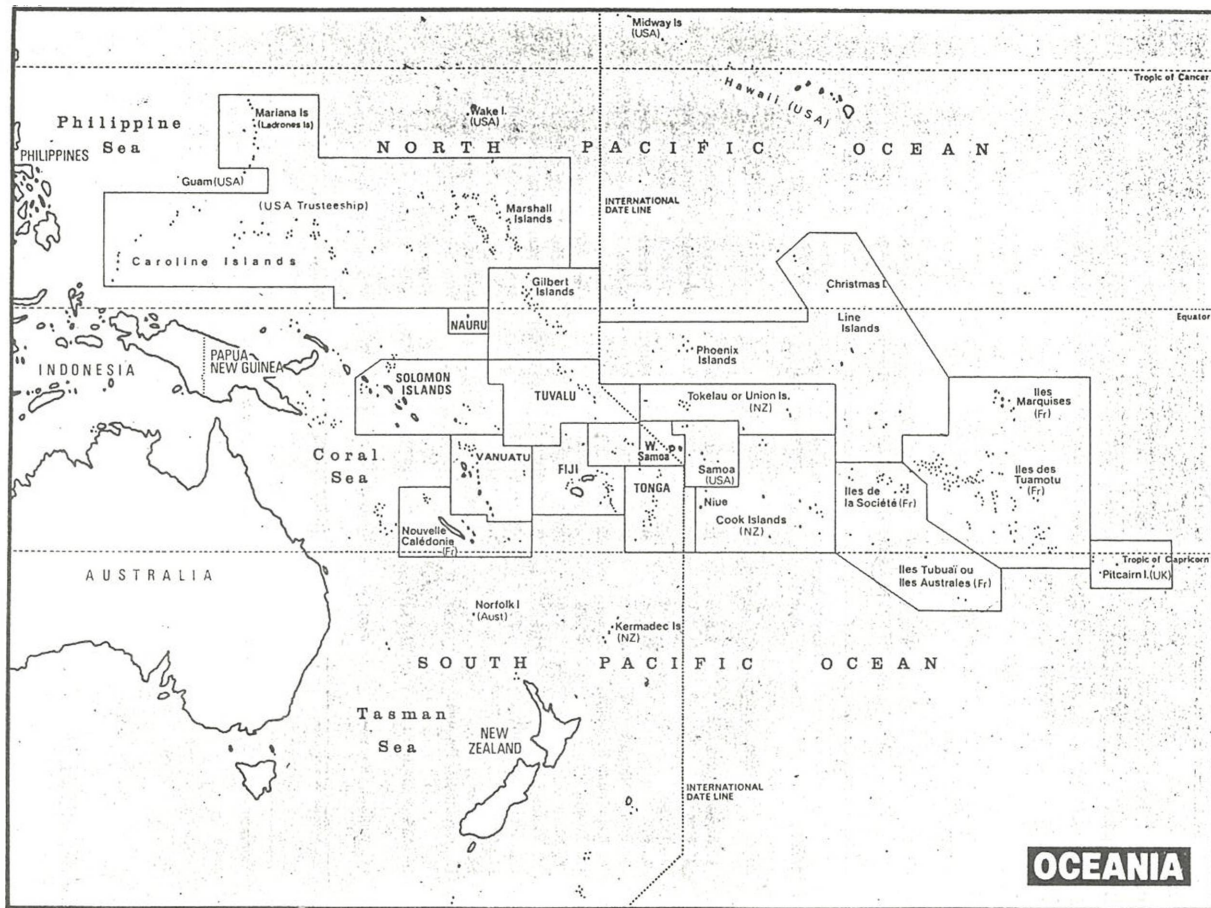 Midway Is
(USA)
Tropic of Cancer
Hawaii (USA)
Mariana Is
(Ladrones Is)
Wake I.
(USA)
Philippine
Sea
PHILIPPINES
NORTH PACIFIC OCEAN
Guam (USA)
(USA Trusteeship)
Marshall
Islands
INTERNATIONAL
DATE LINE
Caroline Islands
Gilbert
Islands
Christmas I
Line
Islands
Equator
NAURU
INDONESIA
PAPUA
NEW GUINEA
Phoenix
Islands
SOLOMON
ISLANDS
TUVALU
Tokelau or Union Is.
(NZ)
Iles
Marquises
(Fr)
Coral
Sea
VANUATU
FIJI
W.
Samoa
Samoa
(USA)
TONGA
Niue
Iles de
la Société (Fr)
Iles des
Tuamotu
(Fr)
Nouvelle
Calédonie
(Fr)
Cook Islands
(NZ)
Tropic of Capricorn
AUSTRALIA
Iles Tubuaï ou
Iles Australes (Fr)
Pitcairn I. (UK)
Norfolk I
(Aust)
Kermadec Is
(NZ)
SOUTH PACIFIC OCEAN
Tasman
Sea
NEW
ZEALAND
INTERNATIONAL
DATE LINE
OCEANIA